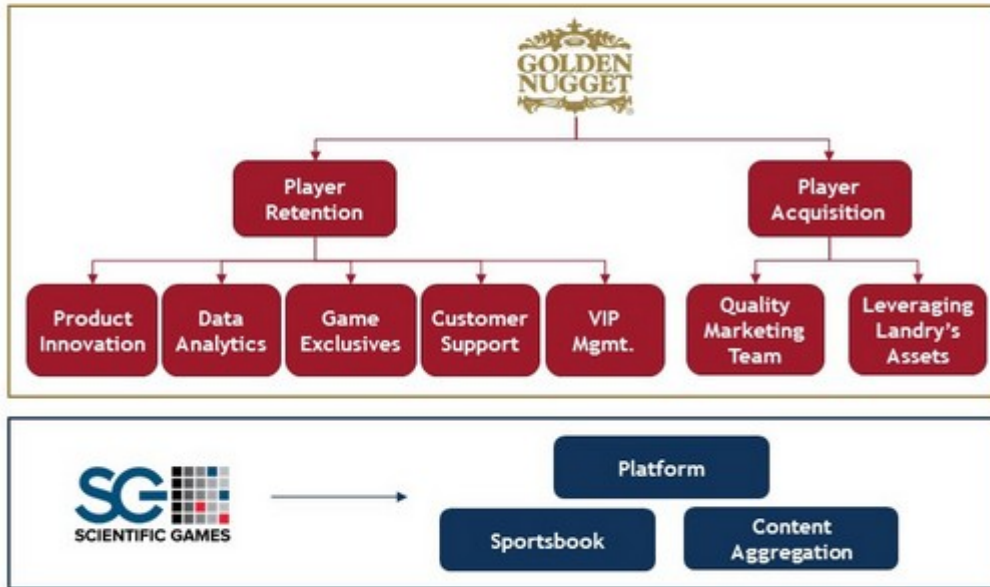 GOLDEN
NUGGET
Player
Retention
Player
Acquisition
Product
Innovation
Data
Analytics
Game
Exclusives
Customer
Support
VIP
Mgmt.
Quality
Marketing
Team
Leveraging
Landry's
Assets
SG
SCIENTIFIC GAMES
Platform
Sportsbook
Content
Aggregation